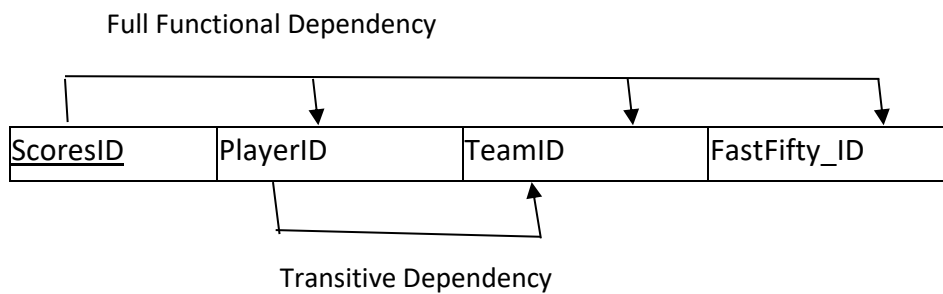 Full Functional Dependency
ScoresID PlayerID TeamID FastFifty_ID
Transitive Dependency